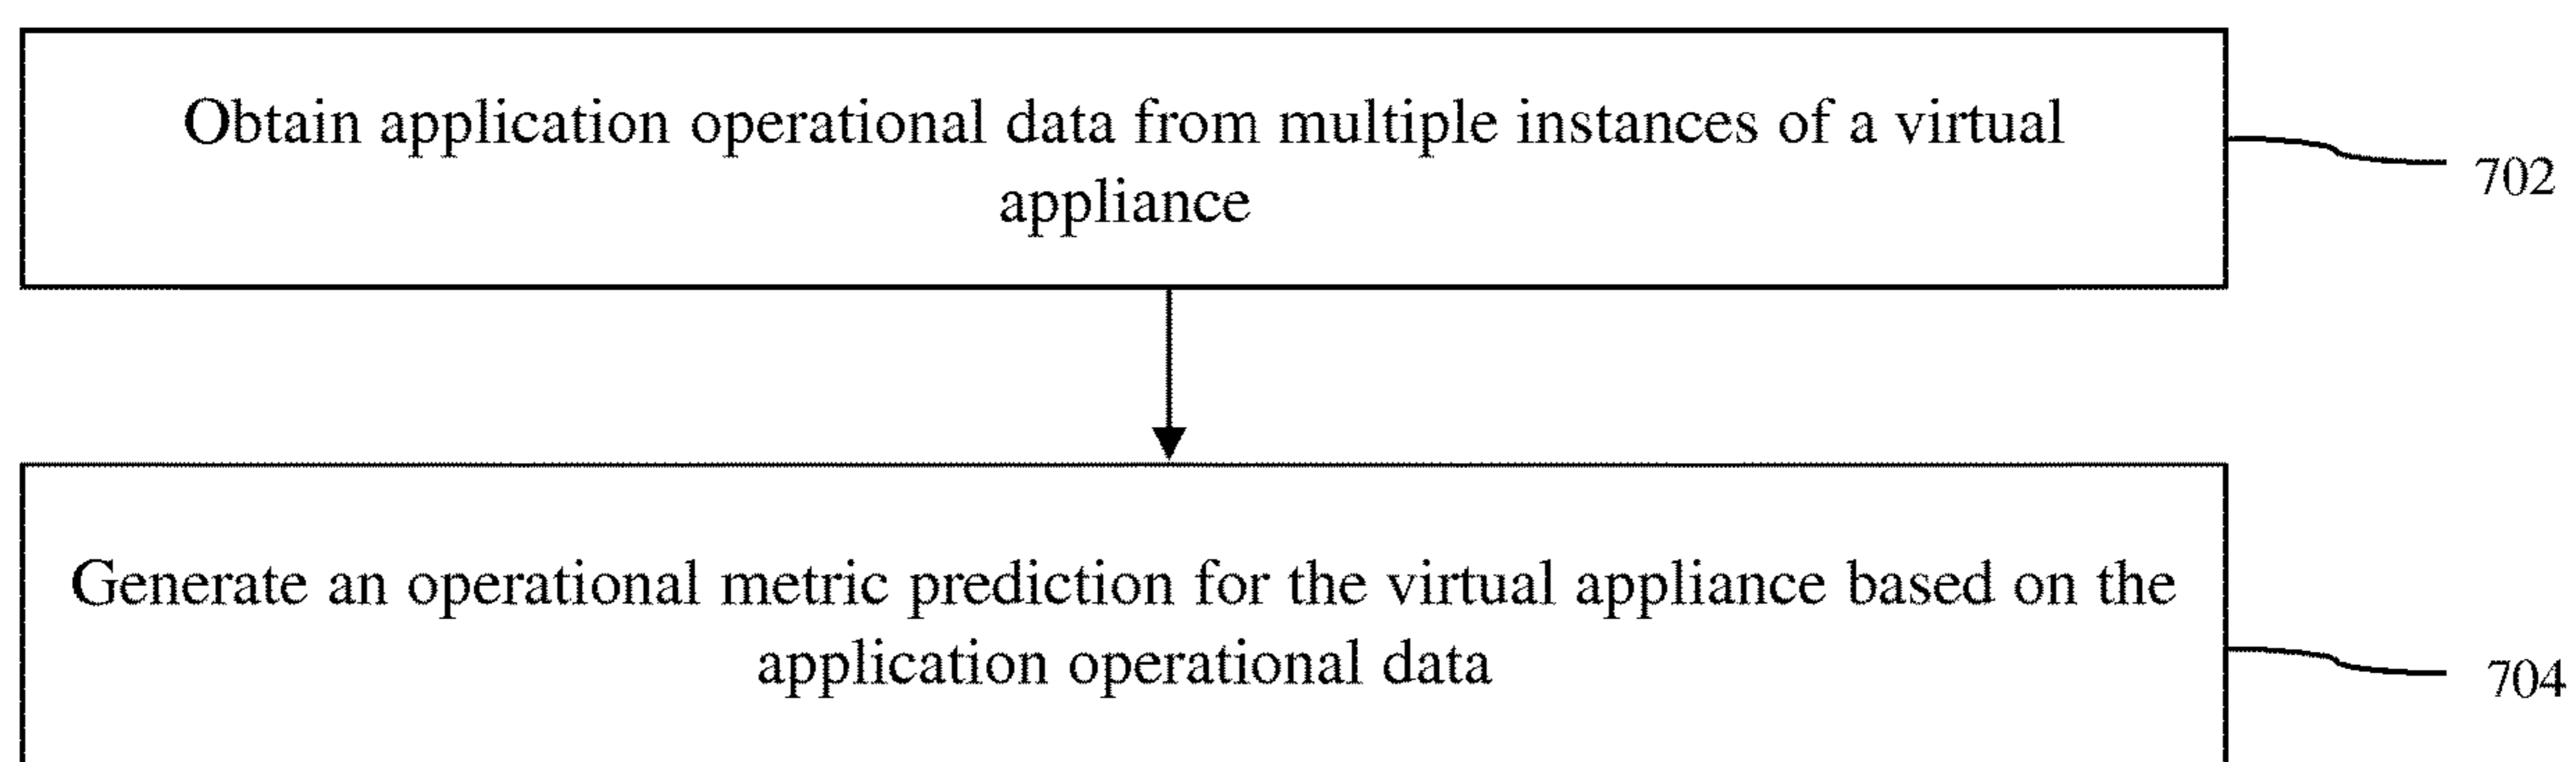 Obtain application operational data from multiple instances of a virtual
appliance
702
Generate an operational metric prediction for the virtual appliance based on the
application operational data
704